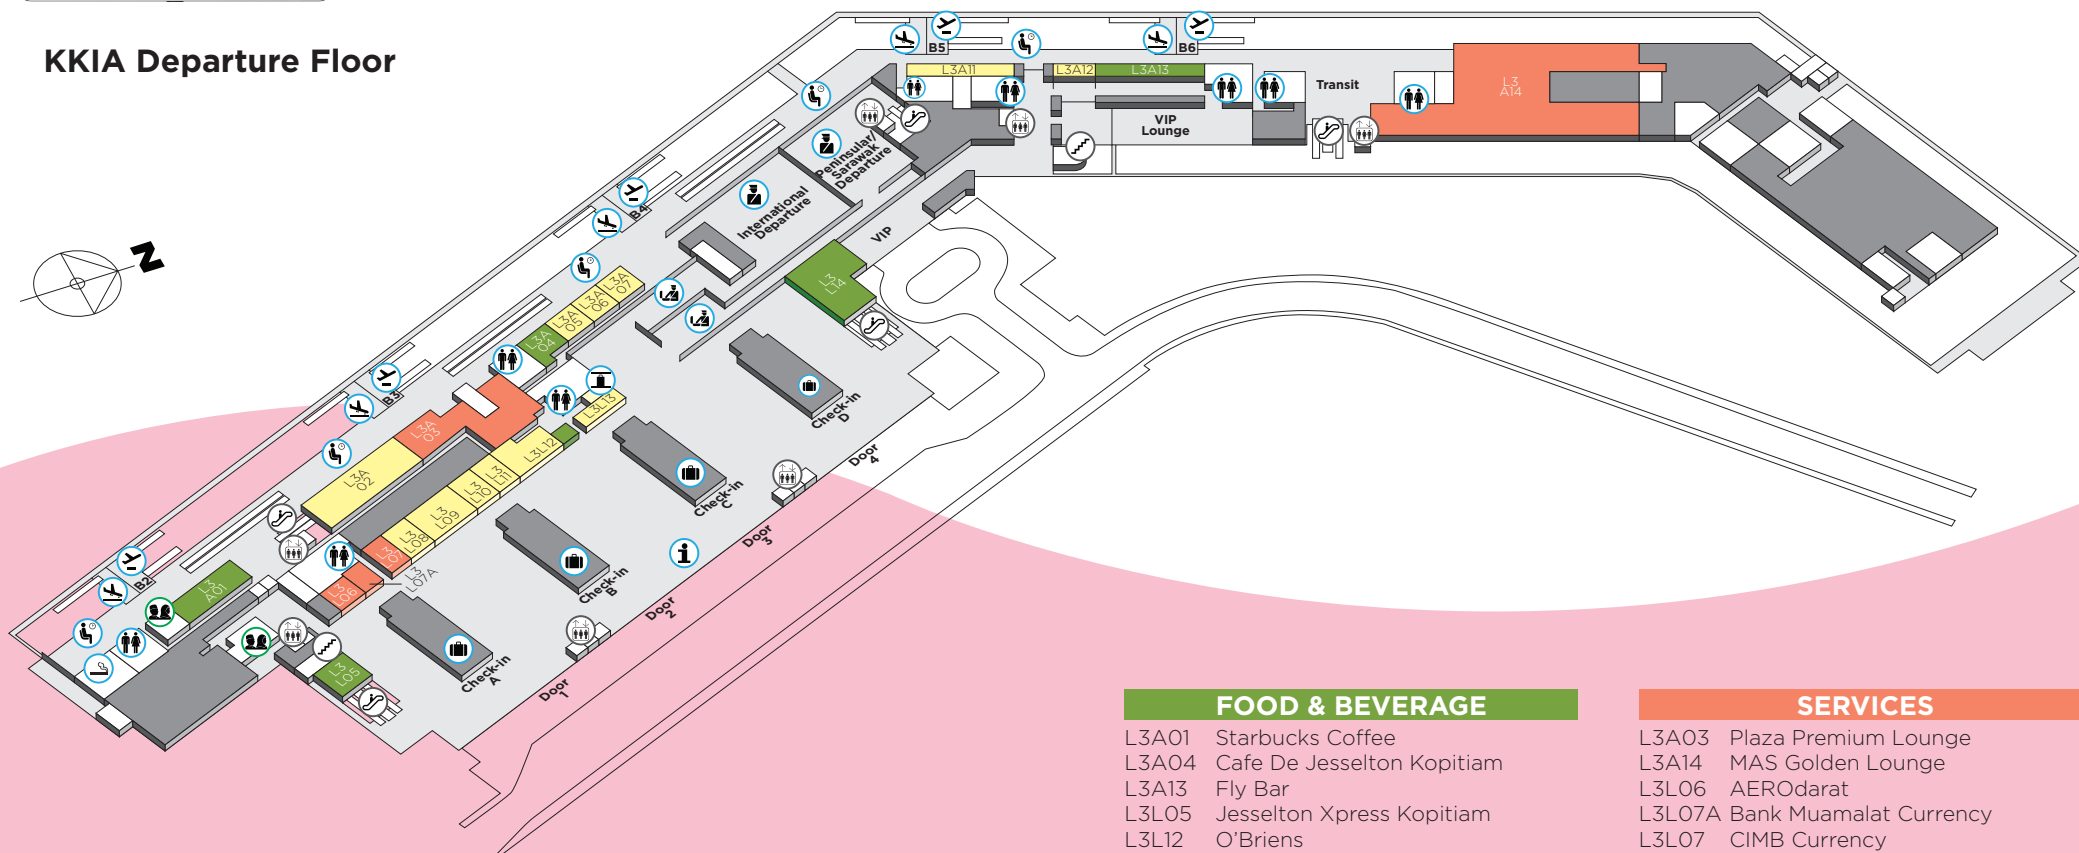 KKIA Departure Floor
B5
B6
L3A11
L3A12
L3A13
Transit
L3
A14
VIP
Lounge
Peninsular/
Sarawak
Departure
International
Departure
B4
VIP
N
L3
L14
L3A
07
L3A
06
L3A
05
L3A
04
B3
L3L13
Check-in
D
L3A
03
L3L12
Door
4
L3A
02
L3
L11
L3
L10
Check-in
C
L3
L09
Door
3
L3
L08
L3
L07
L3
L07A
Check-in
B
B2
L3
A01
L3
L06
Door
2
L3
L05
Check-in
A
Door
1
FOOD & BEVERAGE
L3A01 Starbucks Coffee
L3A04 Cafe De Jesselton Kopitiam
L3A13 Fly Bar
L3L05 Jesselton Xpress Kopitiam
L3L12 O'Briens
SERVICES
L3A03 Plaza Premium Lounge
L3A14 MAS Golden Lounge
L3L06 AEROdarat
L3L07A Bank Muamalat Currency
L3L07 CIMB Currency